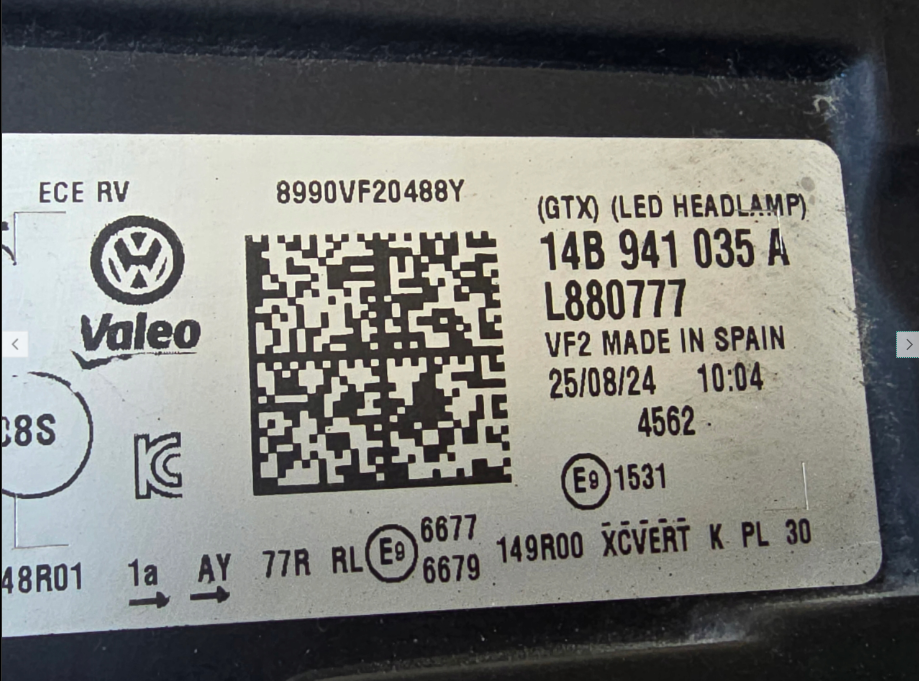 ECE RV
8990VF20488Y
(GTX) (LED HEADLAMP)
14B 941 035 A
L880777
VF2 MADE IN SPAIN
25/08/24 10:04
4562
Valeo
C8S
E9 1531
48R01 1a AY 77R RL E9 6677 6679 149R00 XCVERT K PL 30